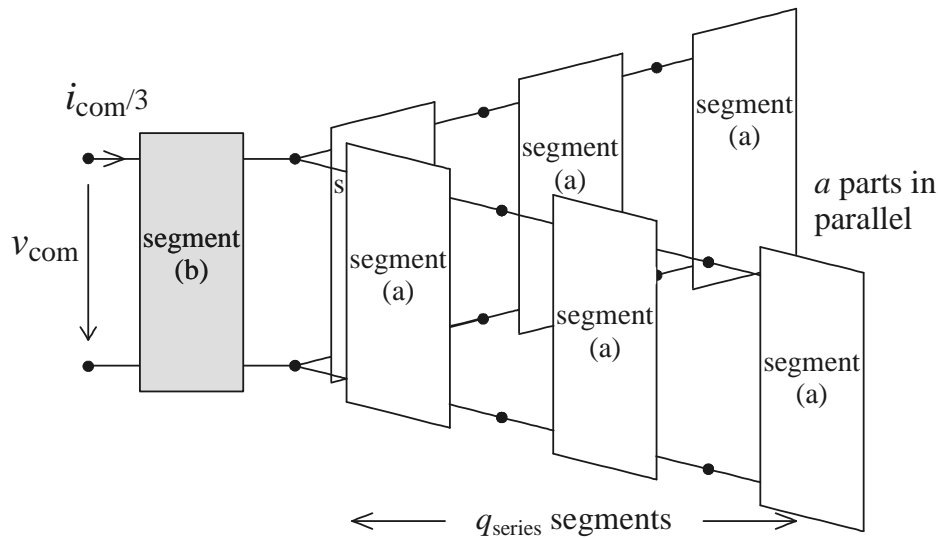 i_com/3
v_com
segment
(b)
s
segment
(a)
segment
(a)
segment
(a)
segment
(a)
segment
(a)
a parts in
parallel
q_series segments